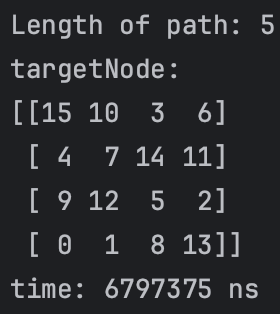 Length of path: 5
targetNode:
[[15 10  3  6]
 [ 4  7 14 11]
 [ 9 12  5  2]
 [ 0  1  8 13]]
time: 6797375 ns